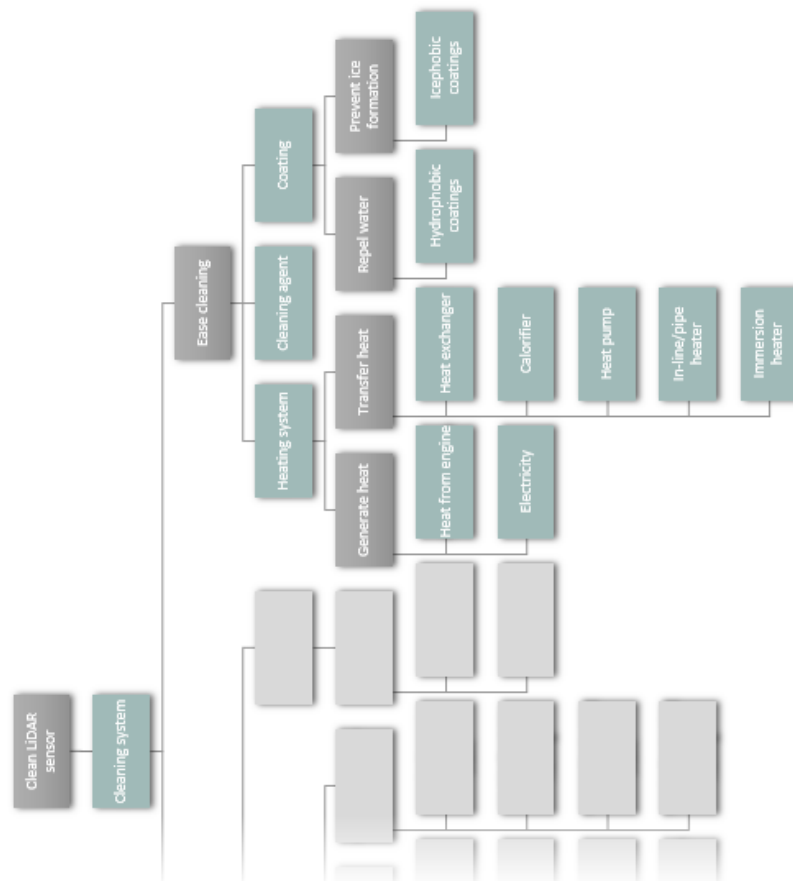 Clean LiDAR
sensor
Cleaning system
Ease cleaning
Heating system
Cleaning agent
Coating
Generate heat
Transfer heat
Repel water
Prevent ice
formation
Heat from engine
Electricity
Heat exchanger
Calorifier
Heat pump
In-line/pipe
heater
Immersion
heater
Hydrophobic
coatings
Icephobic
coatings